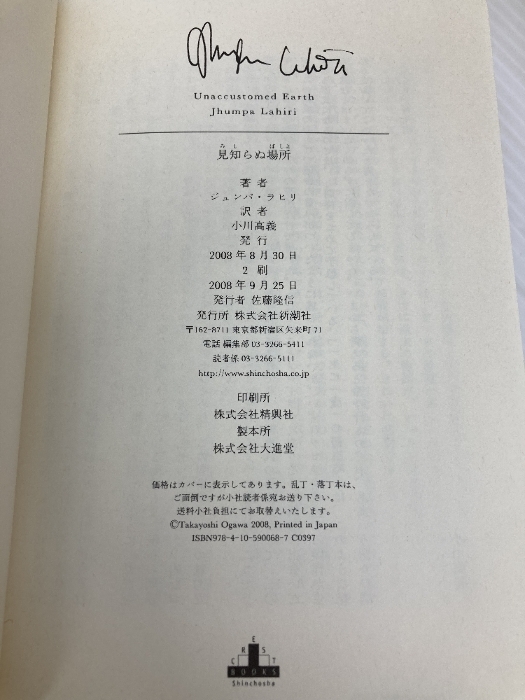 Jhumpa Lahiri
Unaccustomed Earth
Jhumpa Lahiri
み し ばしよ
見知らぬ場所
著者
ジュンパ・ラヒリ
訳者
小川高義
発行
2008年8月30日
2刷
2008年9月25日
発行者 佐藤隆信
発行所 株式会社新潮社
〒162-8711 東京都新宿区矢来町71
電話 編集部 03-3266-5411
読者係 03-3266-5111
http://www.shinchosha.co.jp
印刷所
株式会社精興社
製本所
株式会社大進堂
価格はカバーに表示してあります。乱丁・落丁本は、
ご面倒ですが小社読者係宛お送り下さい。
送料小社負担にてお取替えいたします。
©Takayoshi Ogawa 2008, Printed in Japan
ISBN978-4-10-590068-7 C0397
CREST
BOOKS
Shinchosha